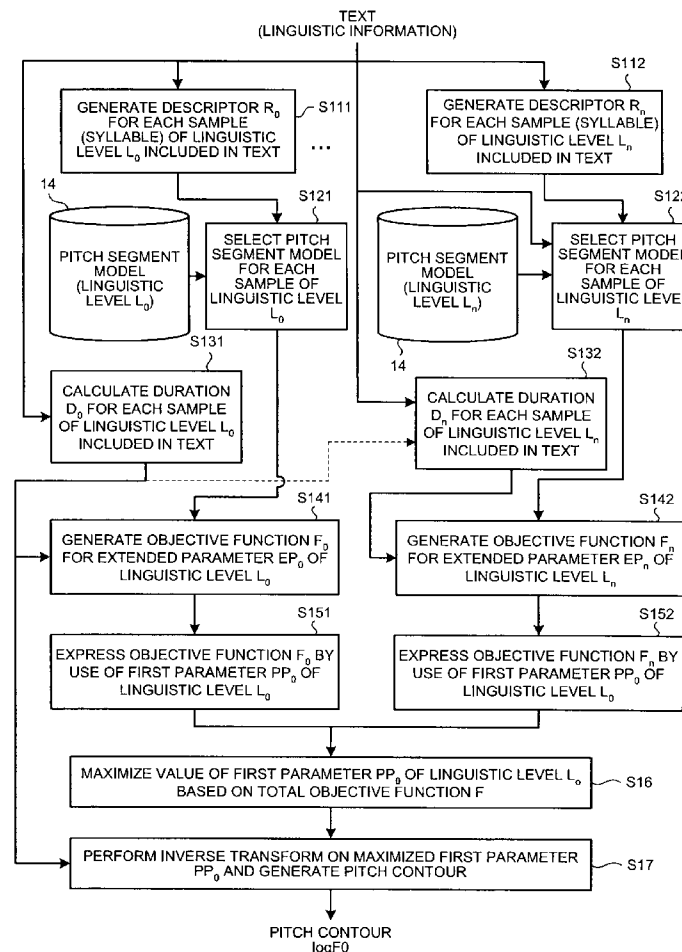 TEXT
(LINGUISTIC INFORMATION)
S111
GENERATE DESCRIPTOR R0
FOR EACH SAMPLE
(SYLLABLE) OF LINGUISTIC
LEVEL L0 INCLUDED IN TEXT
...
S112
GENERATE DESCRIPTOR Rn
FOR EACH SAMPLE (SYLLABLE)
OF LINGUISTIC LEVEL Ln
INCLUDED IN TEXT
14
PITCH SEGMENT
MODEL
(LINGUISTIC
LEVEL L0)
S121
SELECT PITCH
SEGMENT MODEL
FOR EACH
SAMPLE OF
LINGUISTIC LEVEL
L0
PITCH SEGMENT
MODEL
(LINGUISTIC
LEVEL Ln)
14
S122
SELECT PITCH
SEGMENT MODEL
FOR EACH
SAMPLE OF
LINGUISTIC LEVEL
Ln
S131
CALCULATE DURATION
D0 FOR EACH SAMPLE
OF LINGUISTIC LEVEL L0
INCLUDED IN TEXT
S132
CALCULATE DURATION
Dn FOR EACH SAMPLE
OF LINGUISTIC LEVEL Ln
INCLUDED IN TEXT
S141
GENERATE OBJECTIVE FUNCTION F0
FOR EXTENDED PARAMETER EP0 OF
LINGUISTIC LEVEL L0
S142
GENERATE OBJECTIVE FUNCTION Fn
FOR EXTENDED PARAMETER EPn OF
LINGUISTIC LEVEL Ln
S151
EXPRESS OBJECTIVE FUNCTION F0 BY
USE OF FIRST PARAMETER PP0 OF
LINGUISTIC LEVEL L0
S152
EXPRESS OBJECTIVE FUNCTION Fn BY
USE OF FIRST PARAMETER PP0 OF
LINGUISTIC LEVEL L0
MAXIMIZE VALUE OF FIRST PARAMETER PP0 OF LINGUISTIC LEVEL Lo
BASED ON TOTAL OBJECTIVE FUNCTION F
S16
PERFORM INVERSE TRANSFORM ON MAXIMIZED FIRST PARAMETER
PP0 AND GENERATE PITCH CONTOUR
S17
PITCH CONTOUR
logF0